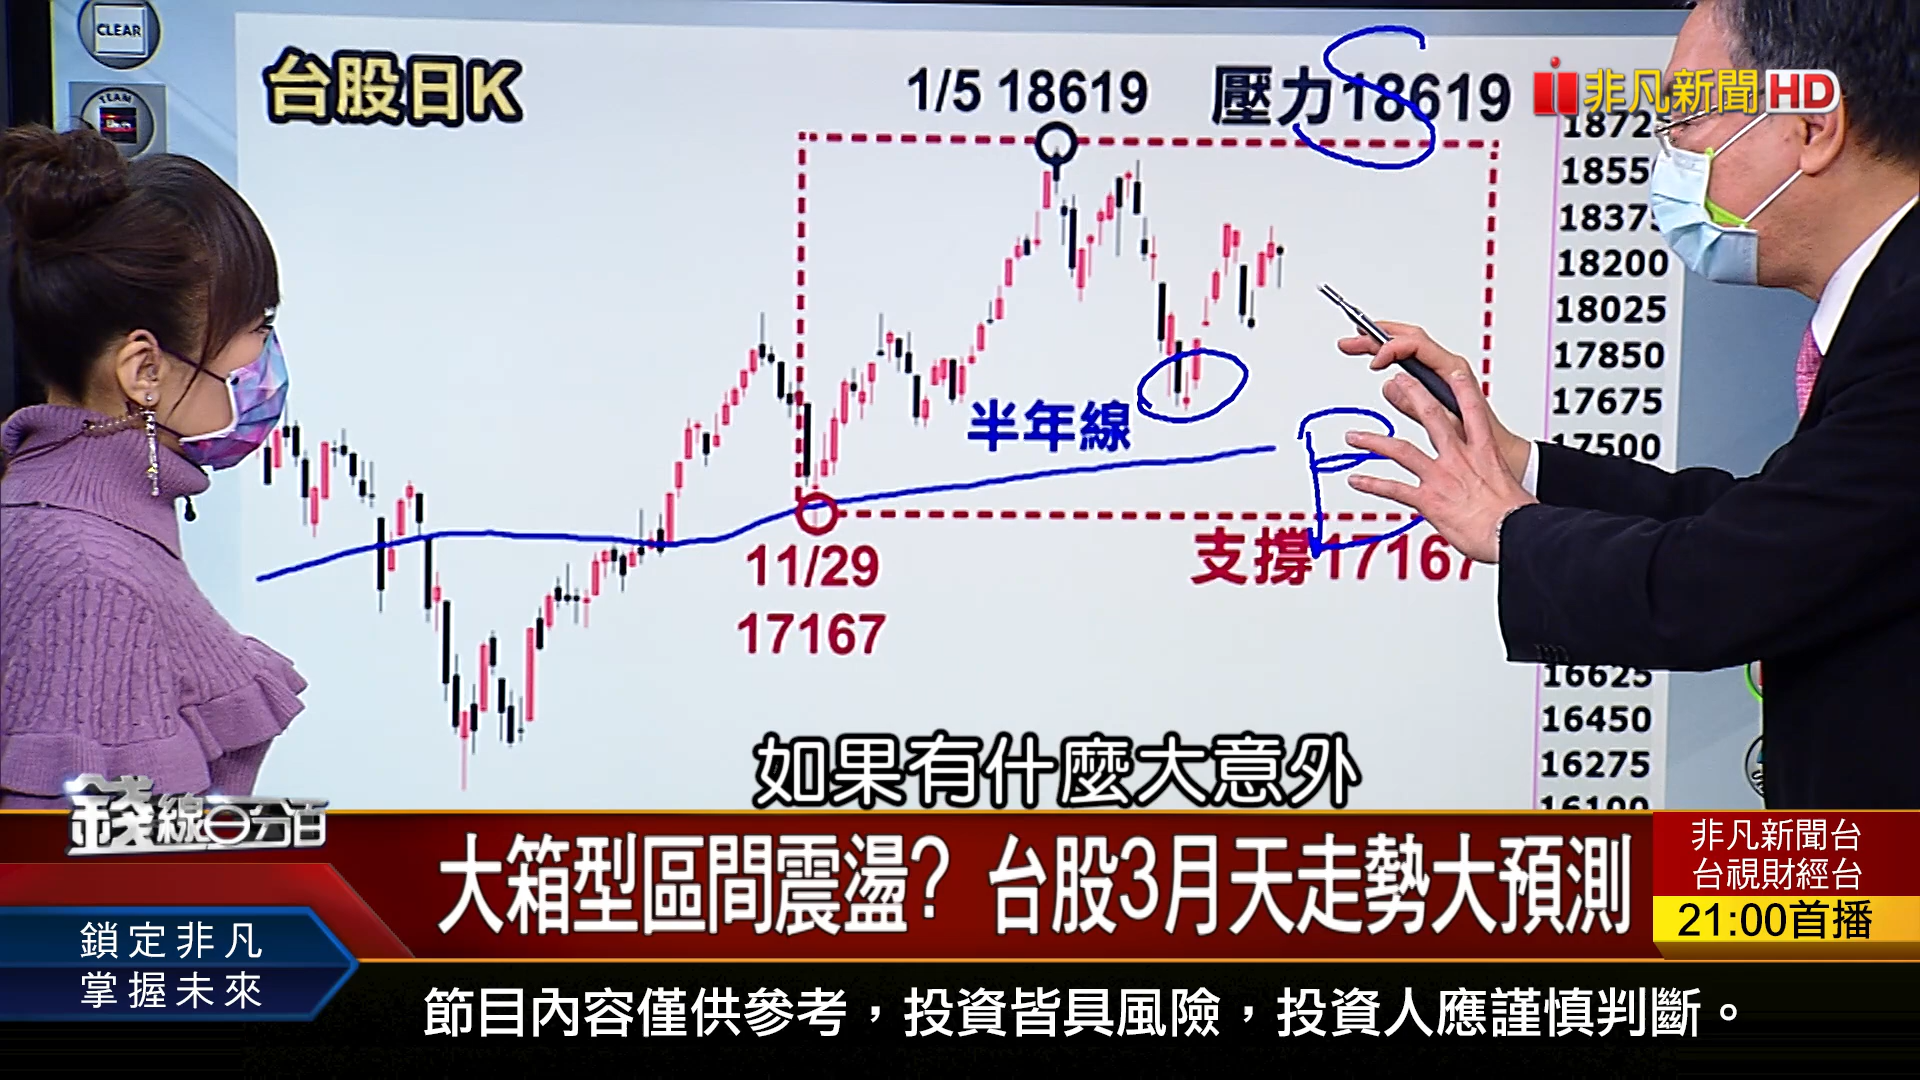 CLEAR
TEAM
台股日K
1/5 18619
壓力18619
非凡新聞HD
1855
18200
18025
17850
17675
17500
半年線
11/29
17167
支撐17167
16625
16450
16275
16100
如果有什麼大意外
錢線百分百
大箱型區間震盪? 台股3月天走勢大預測
非凡新聞台
台視財經台
21:00首播
鎖定非凡
掌握未來
節目內容僅供參考，投資皆具風險，投資人應謹慎判斷。